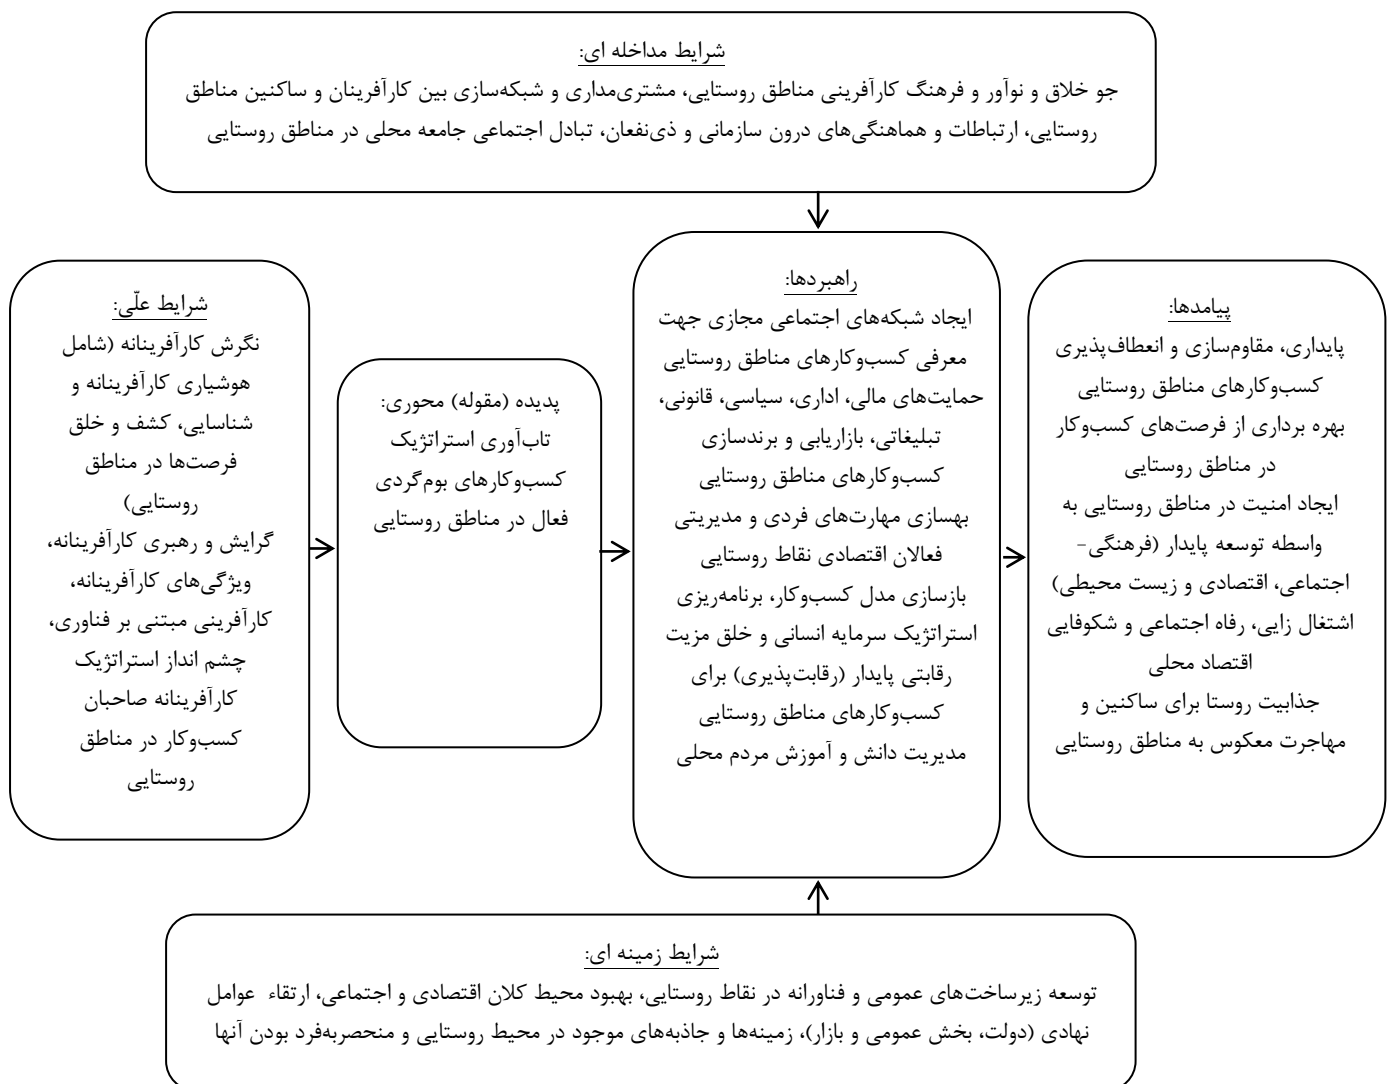 شرایط مداخله ای:
جو خلاق و نوآور و فرهنگ کارآفرینی مناطق روستایی، مشتری‌مداری و شبکه‌سازی بین کارآفرینان و ساکنین مناطق
روستایی، ارتباطات و هماهنگی‌های درون سازمانی و ذی‌نفعان، تبادل اجتماعی جامعه محلی در مناطق روستایی
شرایط علّی:
نگرش کارآفرینانه (شامل
هوشیاری کارآفرینانه و
شناسایی، کشف و خلق
فرصت‌ها در مناطق
روستایی)
گرایش و رهبری کارآفرینانه،
ویژگی‌های کارآفرینانه،
کارآفرینی مبتنی بر فناوری،
چشم انداز استراتژیک
کارآفرینانه صاحبان
کسب‌وکار در مناطق
روستایی
پدیده (مقوله) محوری:
تاب‌آوری استراتژیک
کسب‌وکارهای بوم‌گردی
فعال در مناطق روستایی
راهبردها:
ایجاد شبکه‌های اجتماعی مجازی جهت
معرفی کسب‌وکارهای مناطق روستایی
حمایت‌های مالی، اداری، سیاسی، قانونی،
تبلیغاتی، بازاریابی و برندسازی
کسب‌وکارهای مناطق روستایی
بهسازی مهارت‌های فردی و مدیریتی
فعالان اقتصادی نقاط روستایی
بازسازی مدل کسب‌وکار، برنامه‌ریزی
استراتژیک سرمایه انسانی و خلق مزیت
رقابتی پایدار (رقابت‌پذیری) برای
کسب‌وکارهای مناطق روستایی
مدیریت دانش و آموزش مردم محلی
پیامدها:
پایداری، مقاوم‌سازی و انعطاف‌پذیری
کسب‌وکارهای مناطق روستایی
بهره برداری از فرصت‌های کسب‌وکار
در مناطق روستایی
ایجاد امنیت در مناطق روستایی به
واسطه توسعه پایدار (فرهنگی-
اجتماعی، اقتصادی و زیست محیطی)
اشتغال زایی، رفاه اجتماعی و شکوفایی
اقتصاد محلی
جذابیت روستا برای ساکنین و
مهاجرت معکوس به مناطق روستایی
شرایط زمینه ای:
توسعه زیرساخت‌های عمومی و فناورانه در نقاط روستایی، بهبود محیط کلان اقتصادی و اجتماعی، ارتقاء عوامل
نهادی (دولت، بخش عمومی و بازار)، زمینه‌ها و جاذبه‌های موجود در محیط روستایی و منحصربه‌فرد بودن آنها